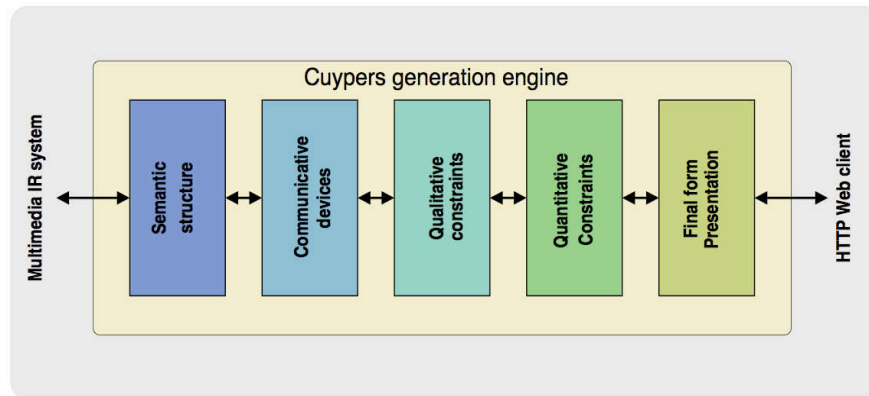 Cuypers generation engine
Multimedia IR system
Semantic
structure
Communicative
devices
Qualitative
constraints
Quantitative
Constraints
Final form
Presentation
HTTP Web client